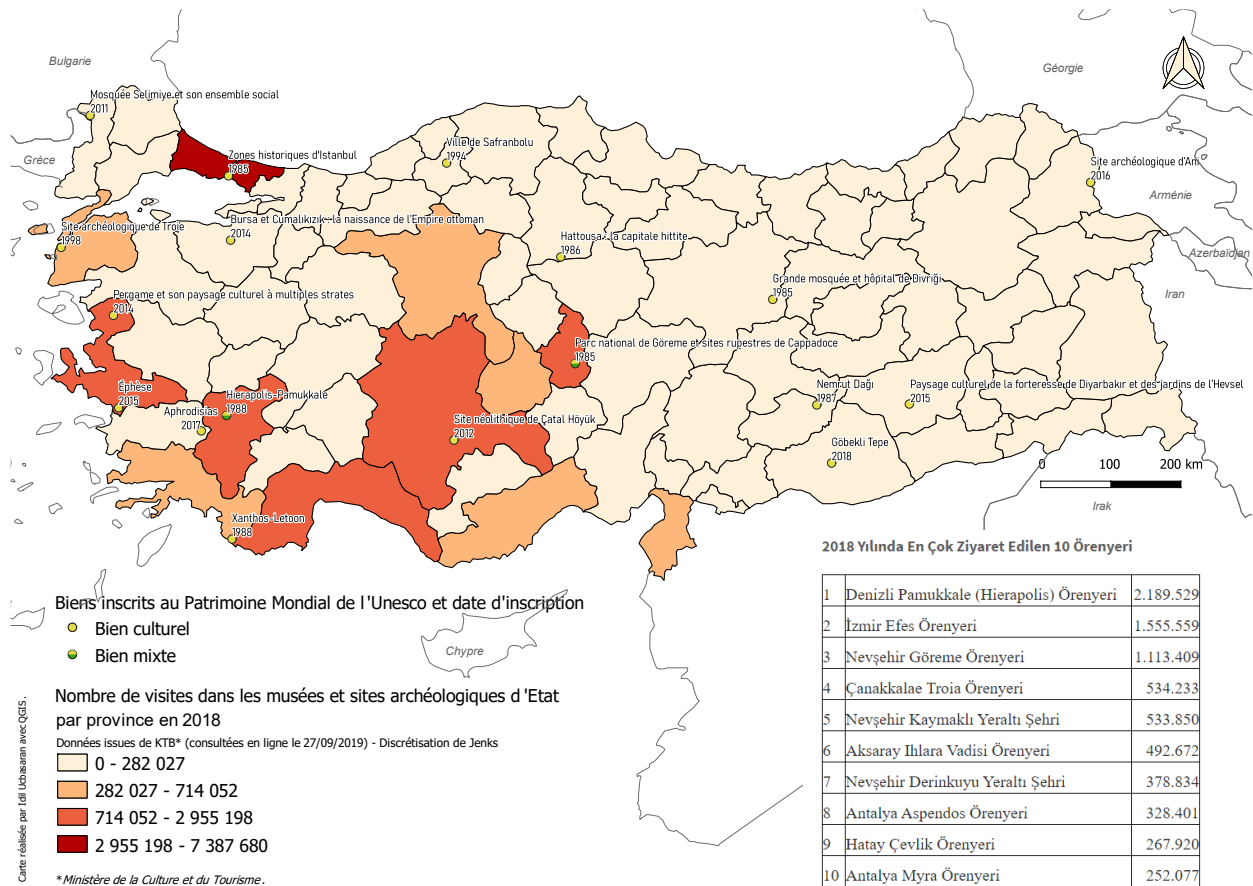 Bulgarie
Géorgie
Mosquée Selimiye et son ensemble social
2011
Grèce
Zones historiques d'Istanbul
1985
Ville de Safranbolu
1994
Site archéologique d'Ani
2016
Arménie
Azerbaïdjan
Iran
Site archéologique de Troie
1998
Bursa et Cumalıkızık : la naissance de l'Empire ottoman
2014
Hattousa : la capitale hittite
1986
Grande mosquée et hôpital de Divriği
1985
Pergame et son paysage culturel à multiples strates
2014
Parc national de Göreme et sites rupestres de Cappadoce
1985
Éphèse
2015
Aphrodisias
2017
Hierapolis-Pamukkale
1988
Site néolithique de Çatal Höyük
2012
Nemrut Dağı
1987
Paysage culturel de la forteresse de Diyarbakır et des jardins de l'Hevsel
2015
Göbekli Tepe
2018
0 100 200 km
Irak
Xanthos-Letoon
1988
Chypre
Biens inscrits au Patrimoine Mondial de l'Unesco et date d'inscription
Bien culturel
Bien mixte
Nombre de visites dans les musées et sites archéologiques d'Etat
par province en 2018
Données issues de KTB* (consultées en ligne le 27/09/2019) - Discrétisation de Jenks
0 - 282 027
282 027 - 714 052
714 052 - 2 955 198
2 955 198 - 7 387 680
*Ministère de la Culture et du Tourisme.
Carte réalisée par Idil Ucbasaran avec QGIS.
2018 Yılında En Çok Ziyaret Edilen 10 Örenyeri
1 Denizli Pamukkale (Hierapolis) Örenyeri 2.189.529
2 İzmir Efes Örenyeri 1.555.559
3 Nevşehir Göreme Örenyeri 1.113.409
4 Çanakkalae Troia Örenyeri 534.233
5 Nevşehir Kaymaklı Yeraltı Şehri 533.850
6 Aksaray Ihlara Vadisi Örenyeri 492.672
7 Nevşehir Derinkuyu Yeraltı Şehri 378.834
8 Antalya Aspendos Örenyeri 328.401
9 Hatay Çevlik Örenyeri 267.920
10 Antalya Myra Örenyeri 252.077